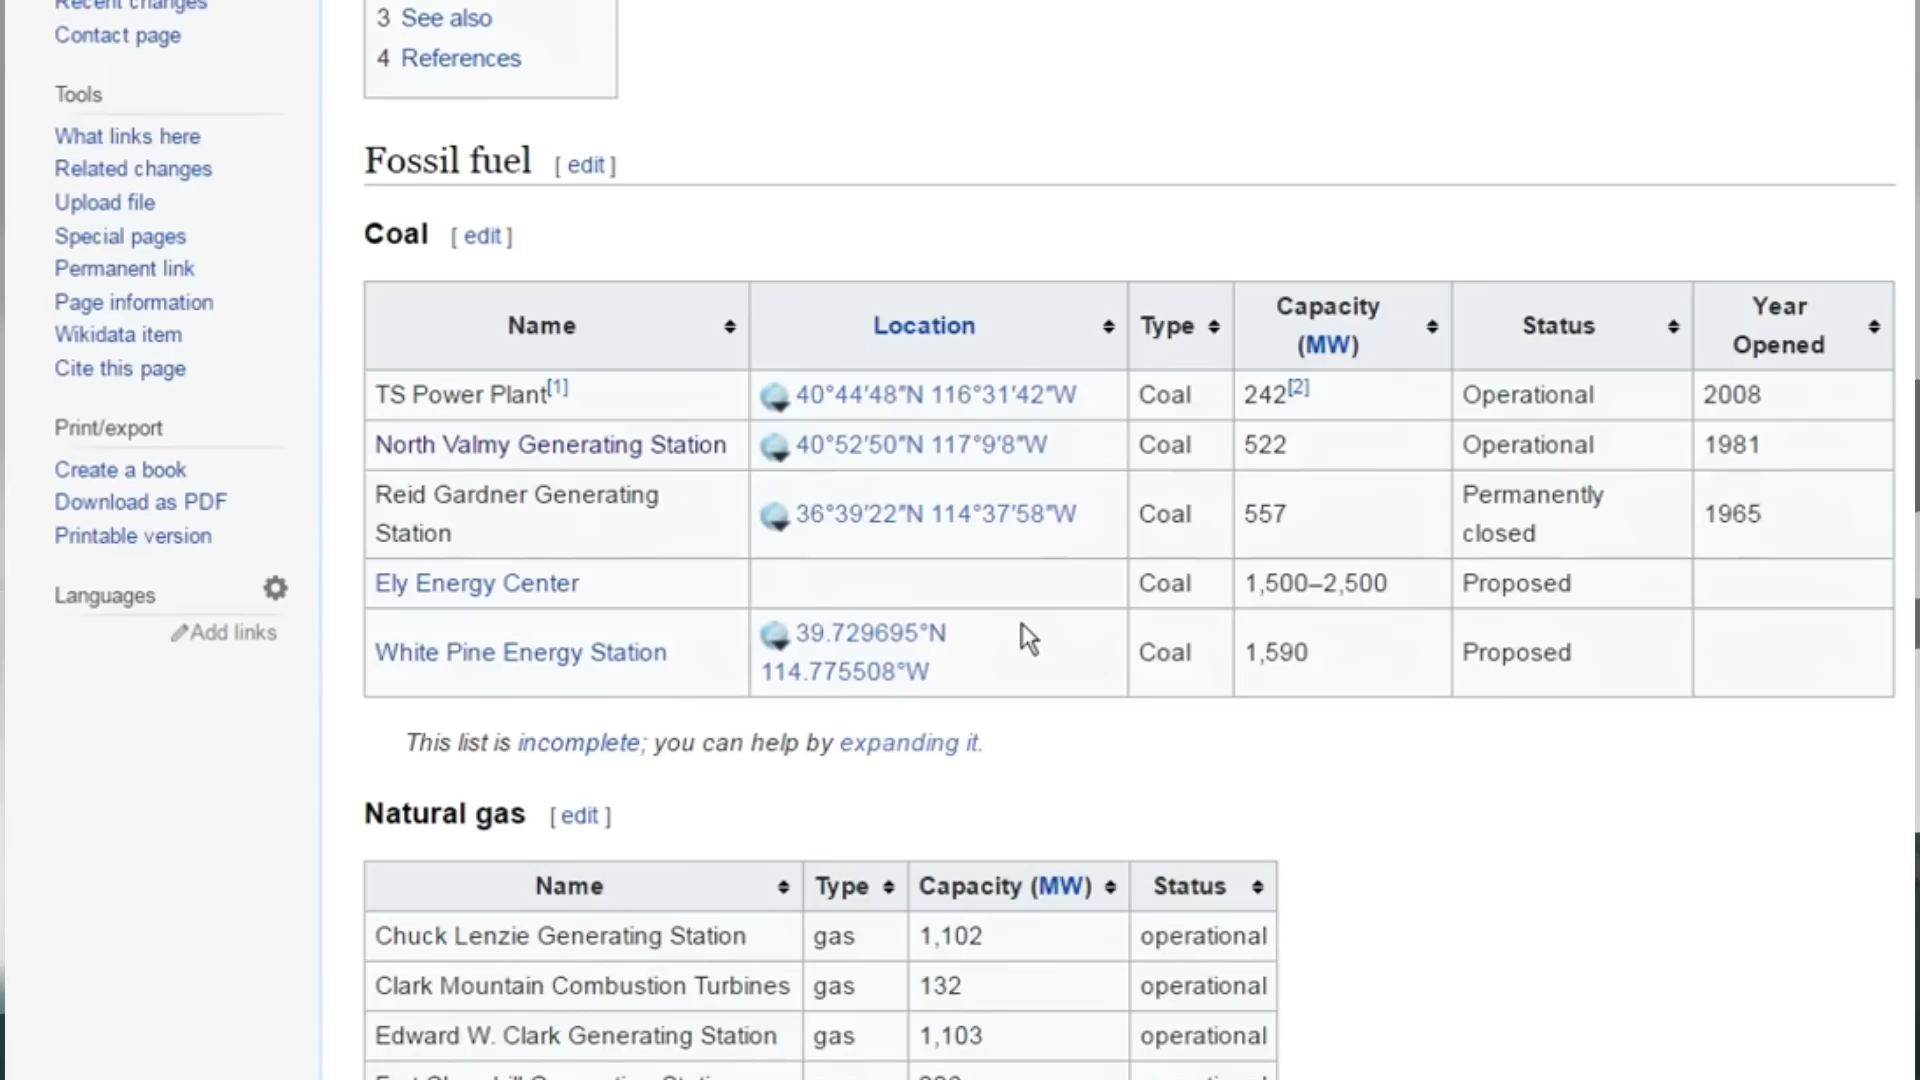 Recent changes
Contact page
Tools
What links here
Related changes
Upload file
Special pages
Permanent link
Page information
Wikidata item
Cite this page
Print/export
Create a book
Download as PDF
Printable version
Languages
Add links
3 See also
4 References
Fossil fuel [ edit ]
Coal [ edit ]
Name Location Type Capacity (MW) Status Year Opened
TS Power Plant[1] 40°44′48″N 116°31′42″W Coal 242[2] Operational 2008
North Valmy Generating Station 40°52′50″N 117°9′8″W Coal 522 Operational 1981
Reid Gardner Generating Station 36°39′22″N 114°37′58″W Coal 557 Permanently closed 1965
Ely Energy Center Coal 1,500–2,500 Proposed
White Pine Energy Station 39.729695°N 114.775508°W Coal 1,590 Proposed
This list is incomplete; you can help by expanding it.
Natural gas [ edit ]
Name Type Capacity (MW) Status
Chuck Lenzie Generating Station gas 1,102 operational
Clark Mountain Combustion Turbines gas 132 operational
Edward W. Clark Generating Station gas 1,103 operational